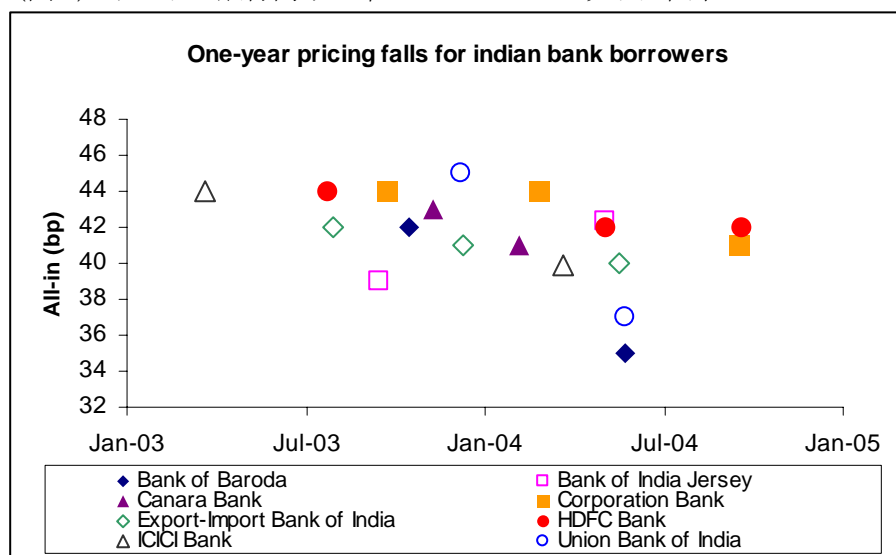 One-year pricing falls for indian bank borrowers
48
46
44
42
40
38
36
34
32
All-in (bp)
Jan-03 Jul-03 Jan-04 Jul-04 Jan-05
Bank of Baroda Bank of India Jersey
Canara Bank Corporation Bank
Export-Import Bank of India HDFC Bank
ICICI Bank Union Bank of India